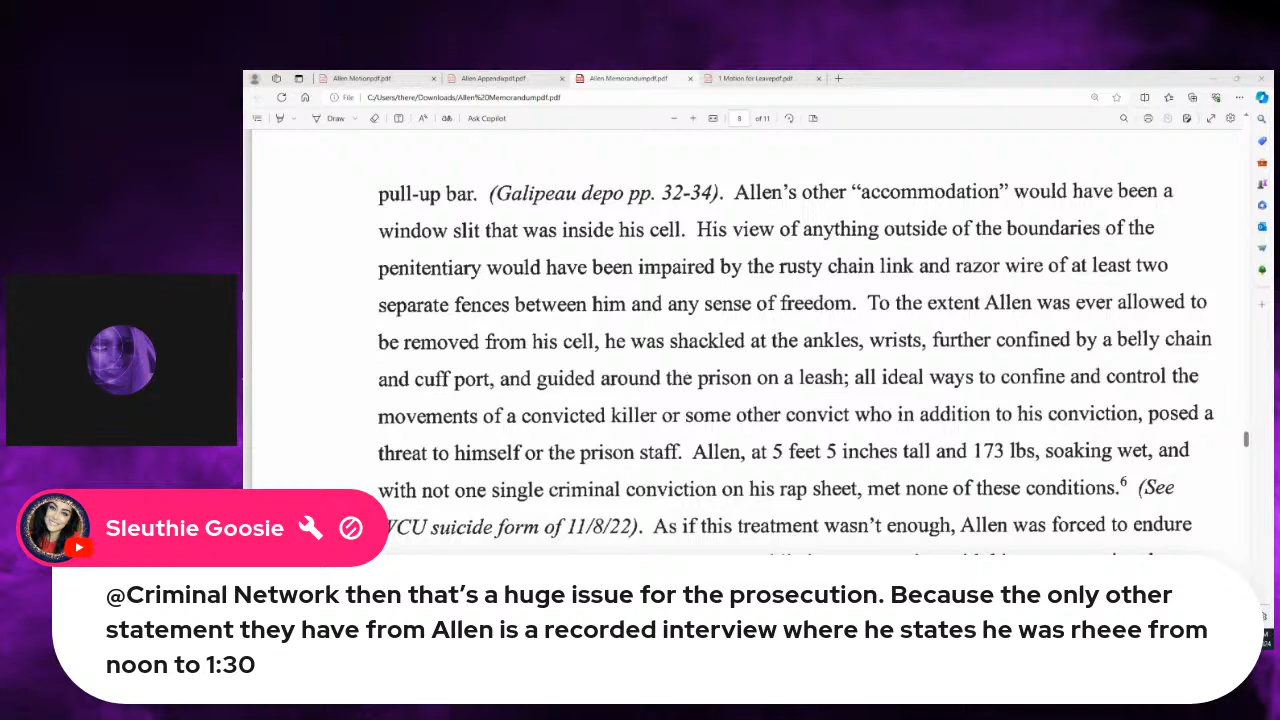 Allen Motionpdf.pdf
Allen Appendixpdf.pdf
Allen Memorandumpdf.pdf
1 Motion for Leavepdf.pdf
File
C:/Users/there/Downloads/Allen%20Memorandumpdf.pdf
Draw
Ask Copilot
8 of 11
pull-up bar. (Galipeau depo pp. 32-34). Allen’s other “accommodation” would have been a
window slit that was inside his cell. His view of anything outside of the boundaries of the
penitentiary would have been impaired by the rusty chain link and razor wire of at least two
separate fences between him and any sense of freedom. To the extent Allen was ever allowed to
be removed from his cell, he was shackled at the ankles, wrists, further confined by a belly chain
and cuff port, and guided around the prison on a leash; all ideal ways to confine and control the
movements of a convicted killer or some other convict who in addition to his conviction, posed a
threat to himself or the prison staff. Allen, at 5 feet 5 inches tall and 173 lbs, soaking wet, and
with not one single criminal conviction on his rap sheet, met none of these conditions.6 (See
suicide form of 11/8/22). As if this treatment wasn’t enough, Allen was forced to endure
Sleuthie Goosie
@Criminal Network then that’s a huge issue for the prosecution. Because the only other
statement they have from Allen is a recorded interview where he states he was rheee from
noon to 1:30